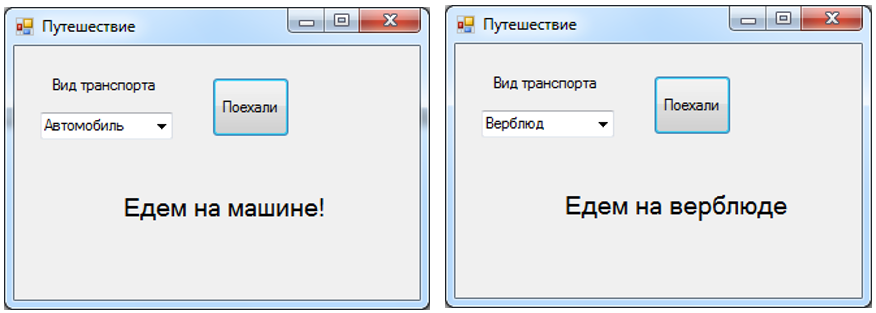 Путешествие
Вид транспорта
Поехали
Автомобиль
Едем на машине!
Путешествие
Вид транспорта
Поехали
Верблюд
Едем на верблюде